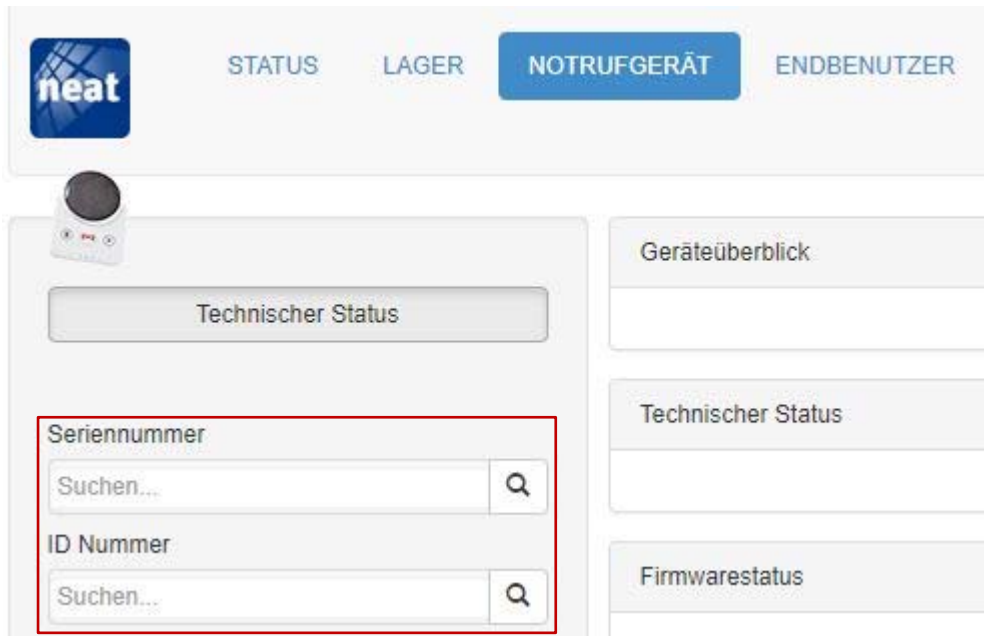 neat
STATUS LAGER NOTRUFGERÄT ENDBENUTZER
Technischer Status
Seriennummer
Suchen...
ID Nummer
Suchen...
Geräteüberblick
Technischer Status
Firmwarestatus